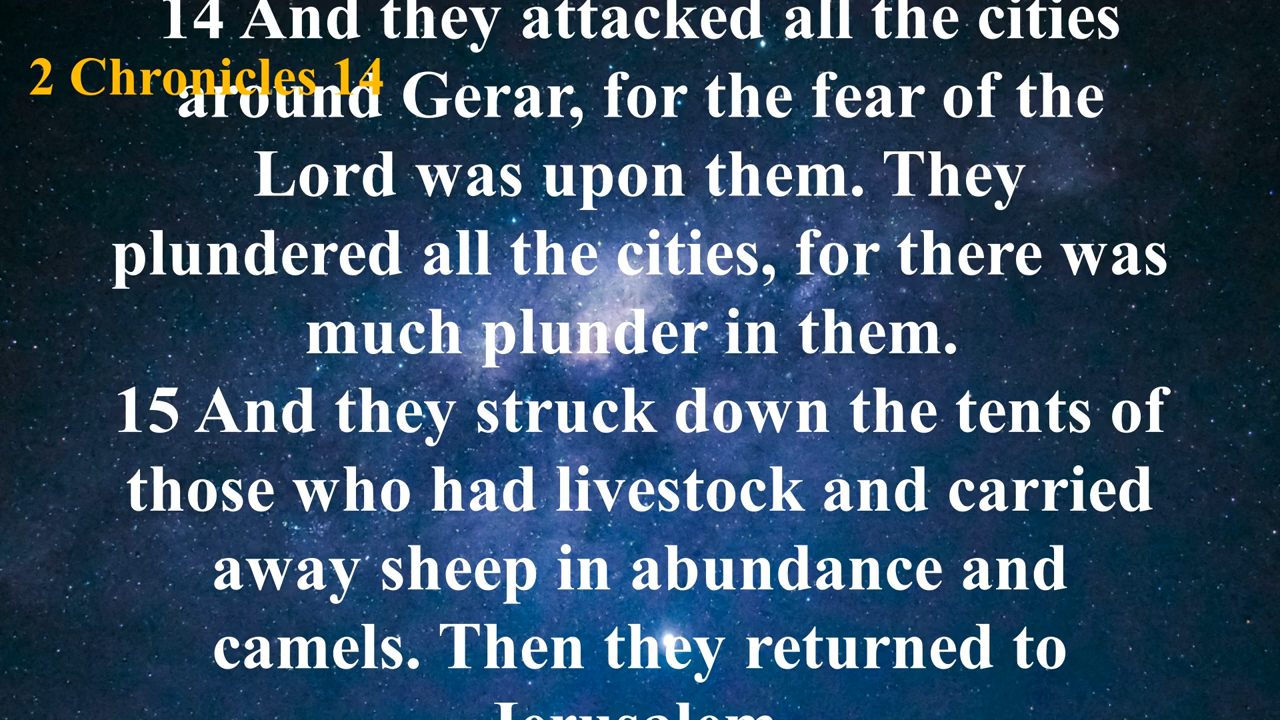 14 And they attacked all the cities
2 Chronicles 14
around Gerar, for the fear of the
Lord was upon them. They
plundered all the cities, for there was
much plunder in them.
15 And they struck down the tents of
those who had livestock and carried
away sheep in abundance and
camels. Then they returned to
Jerusalem.